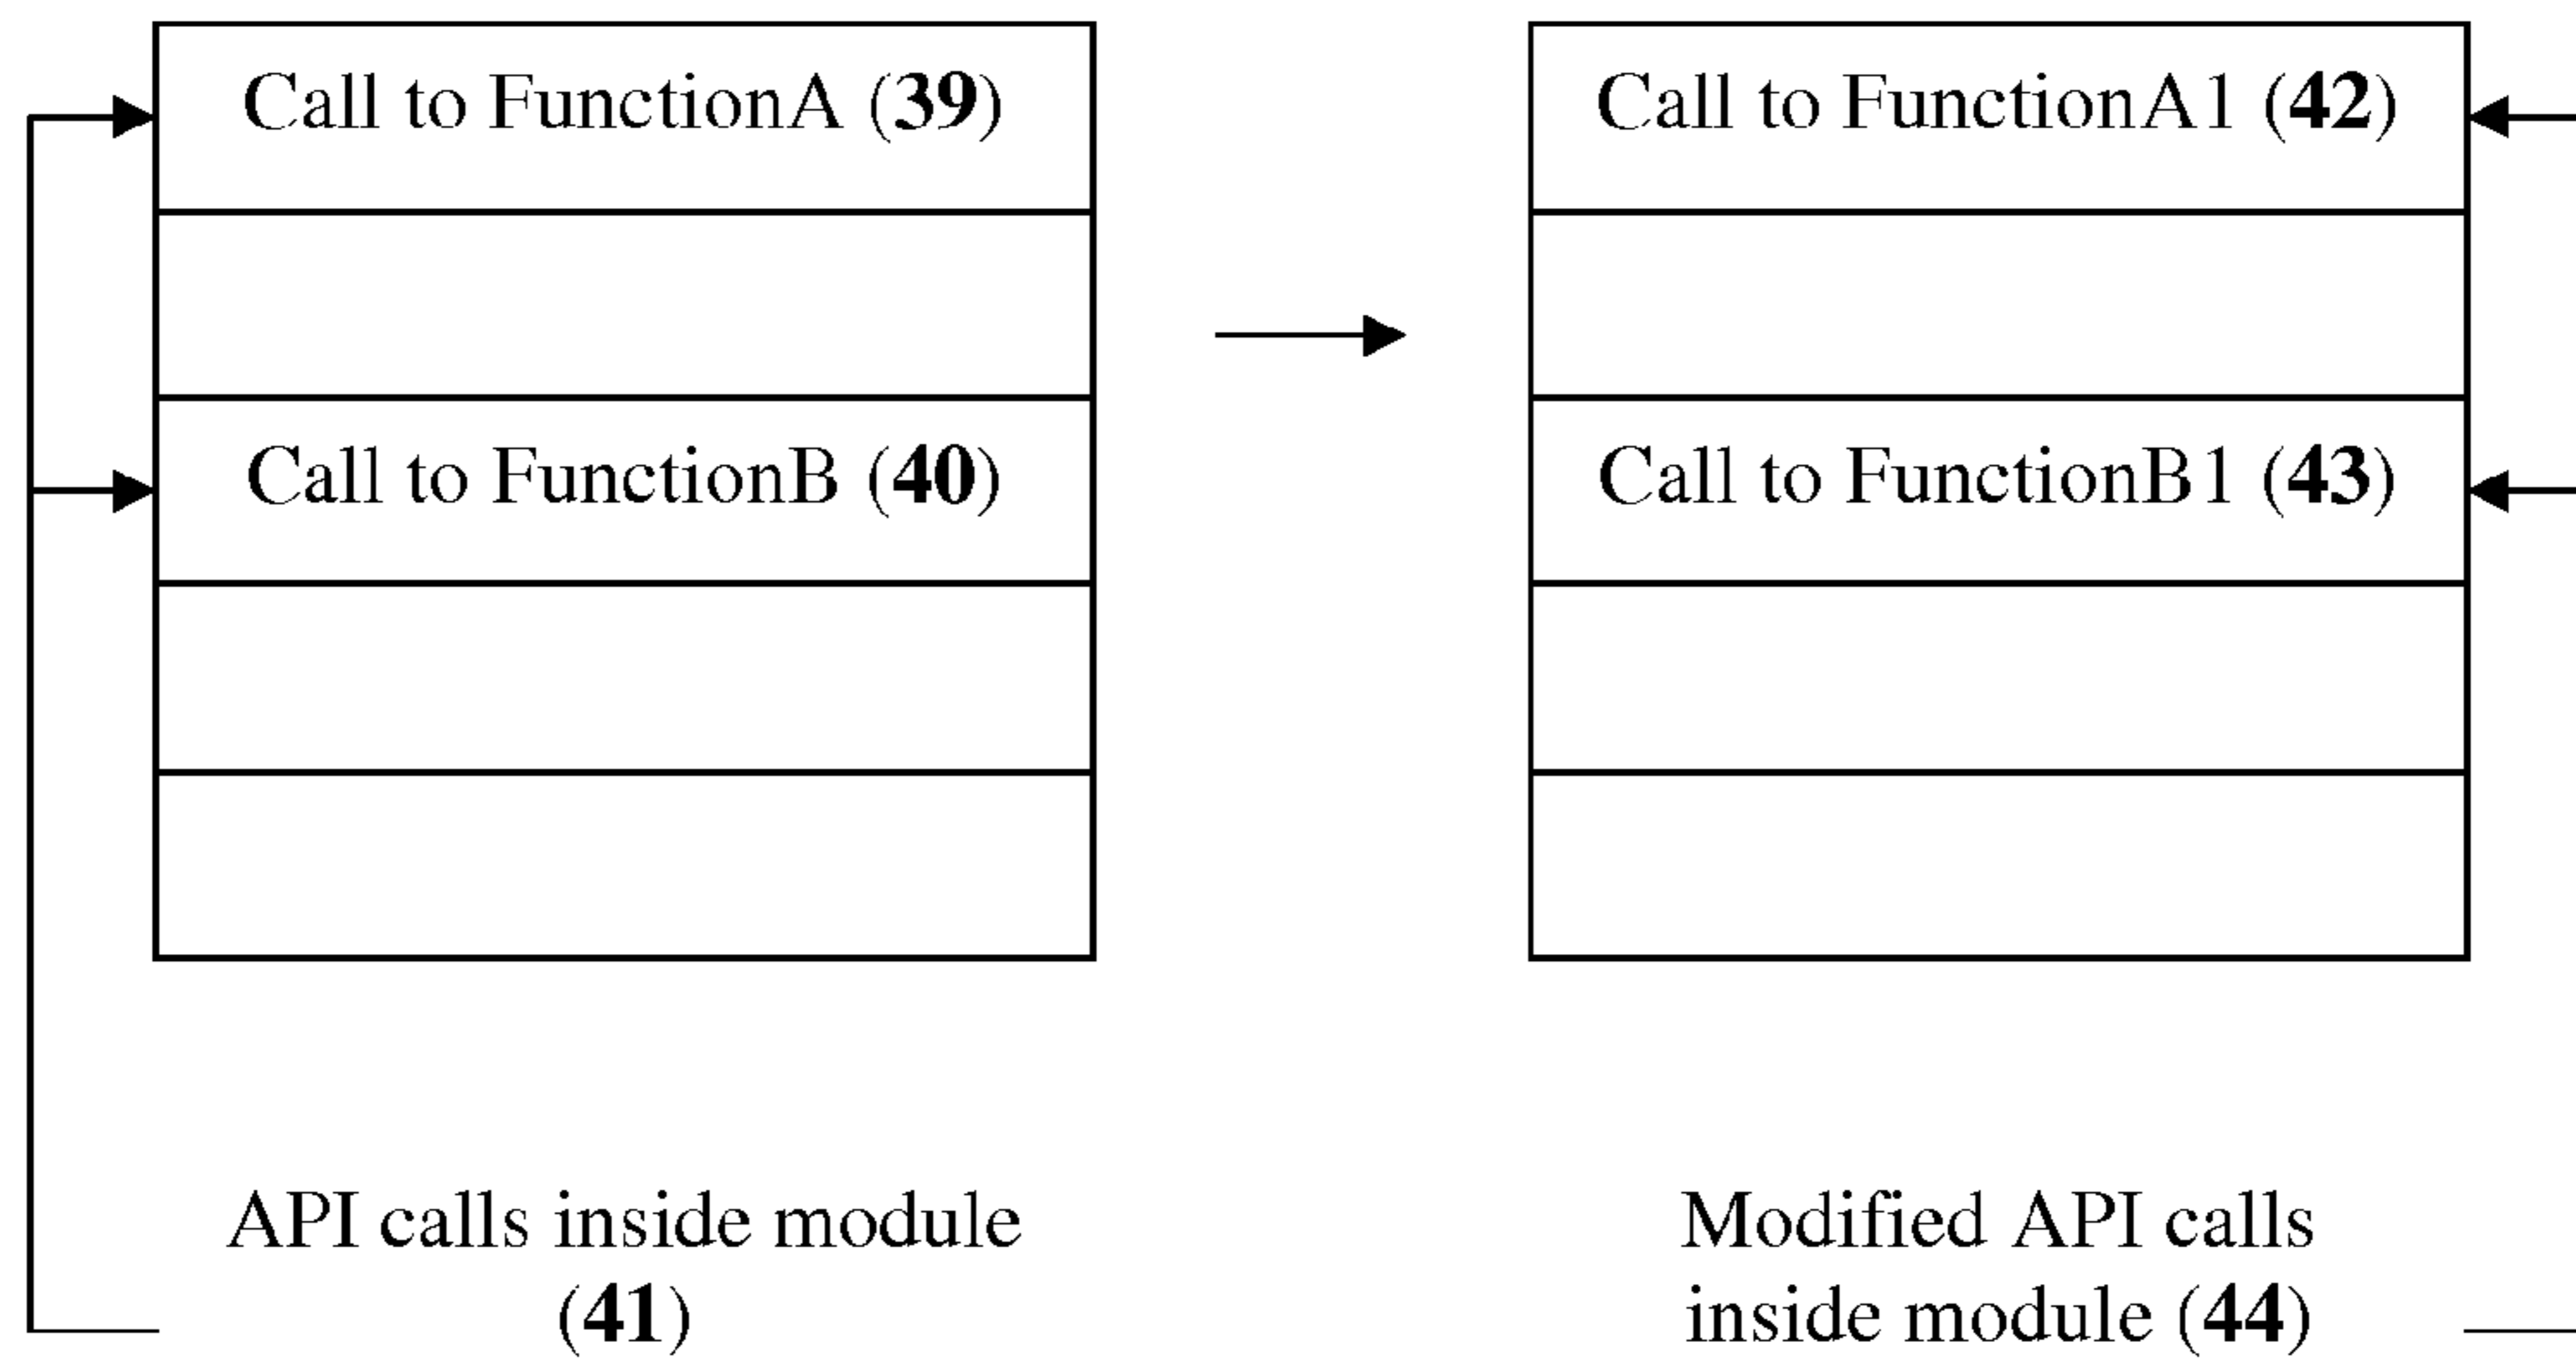 Call to FunctionA (39)
Call to FunctionB (40)
API calls inside module
(41)
Call to FunctionA1 (42)
Call to FunctionB1 (43)
Modified API calls
inside module (44)